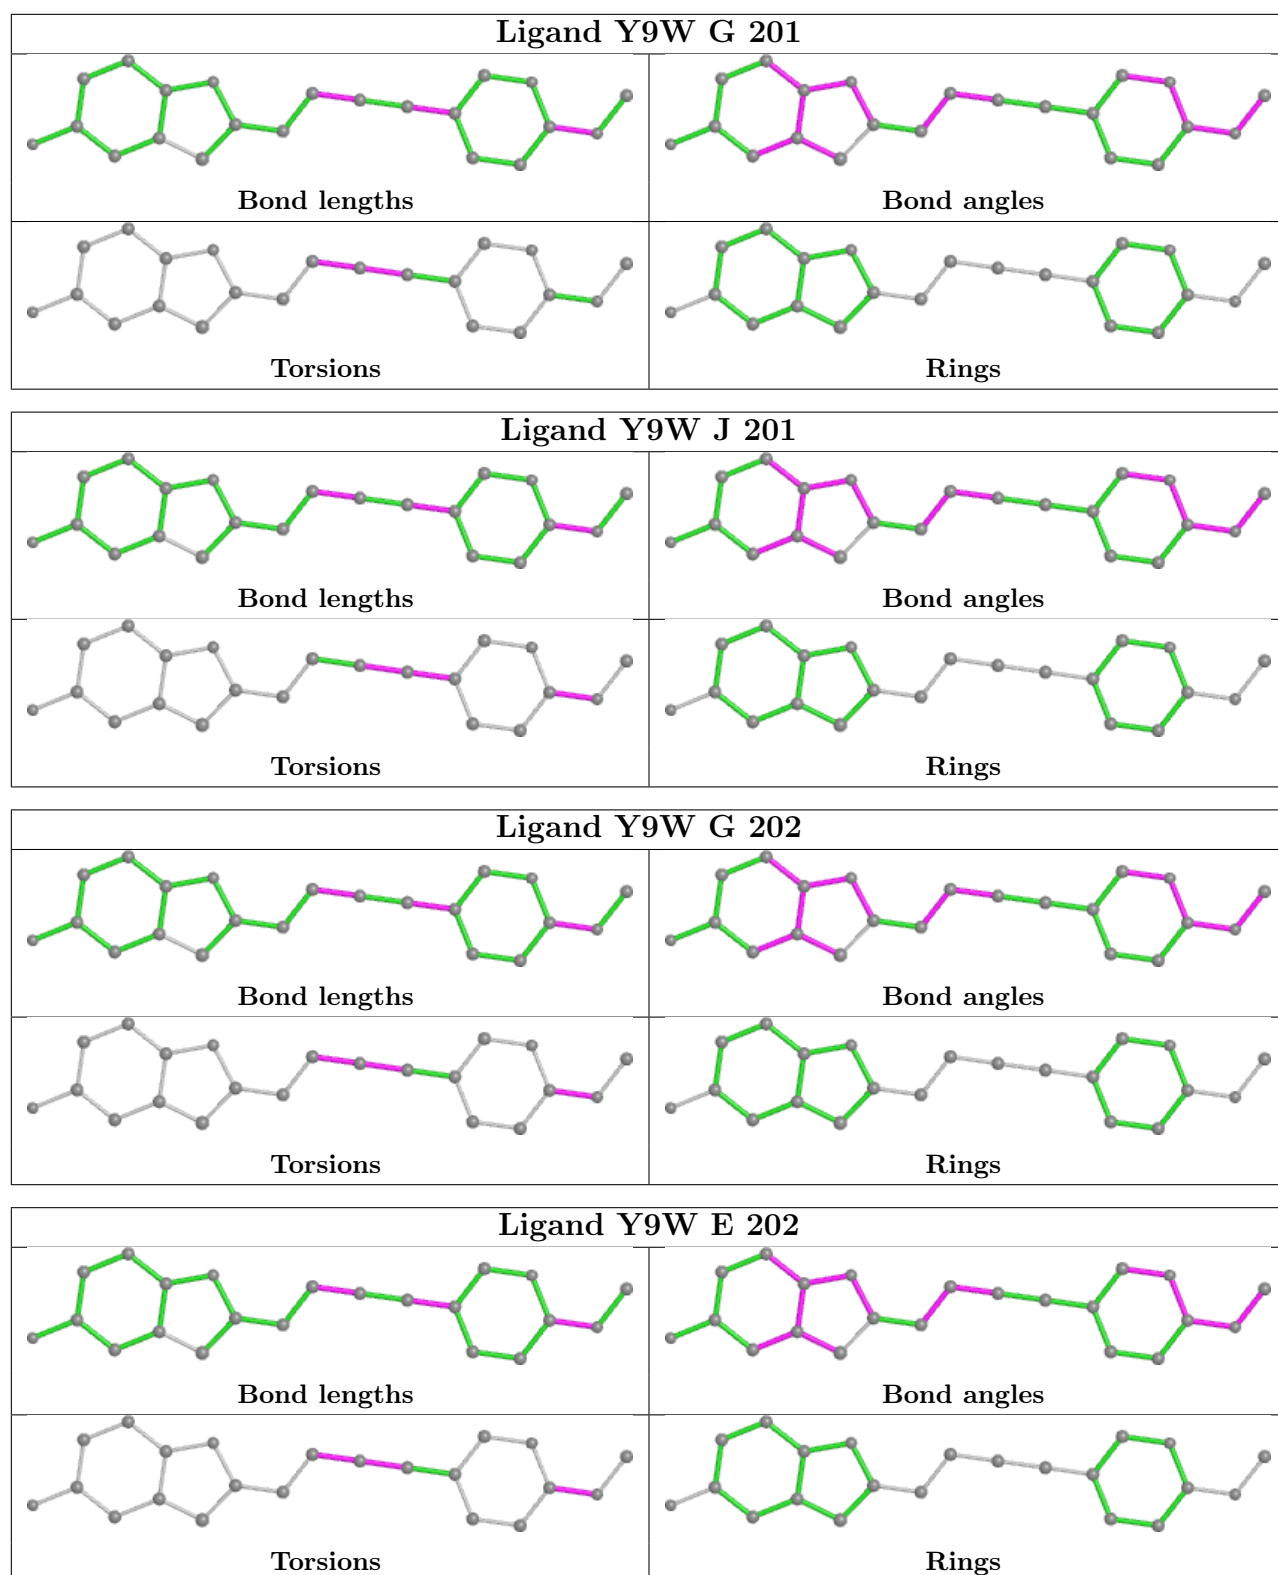 Ligand Y9W G 201
Bond lengths
Bond angles
Torsions
Rings
Ligand Y9W J 201
Bond lengths
Bond angles
Torsions
Rings
Ligand Y9W G 202
Bond lengths
Bond angles
Torsions
Rings
Ligand Y9W E 202
Bond lengths
Bond angles
Torsions
Rings